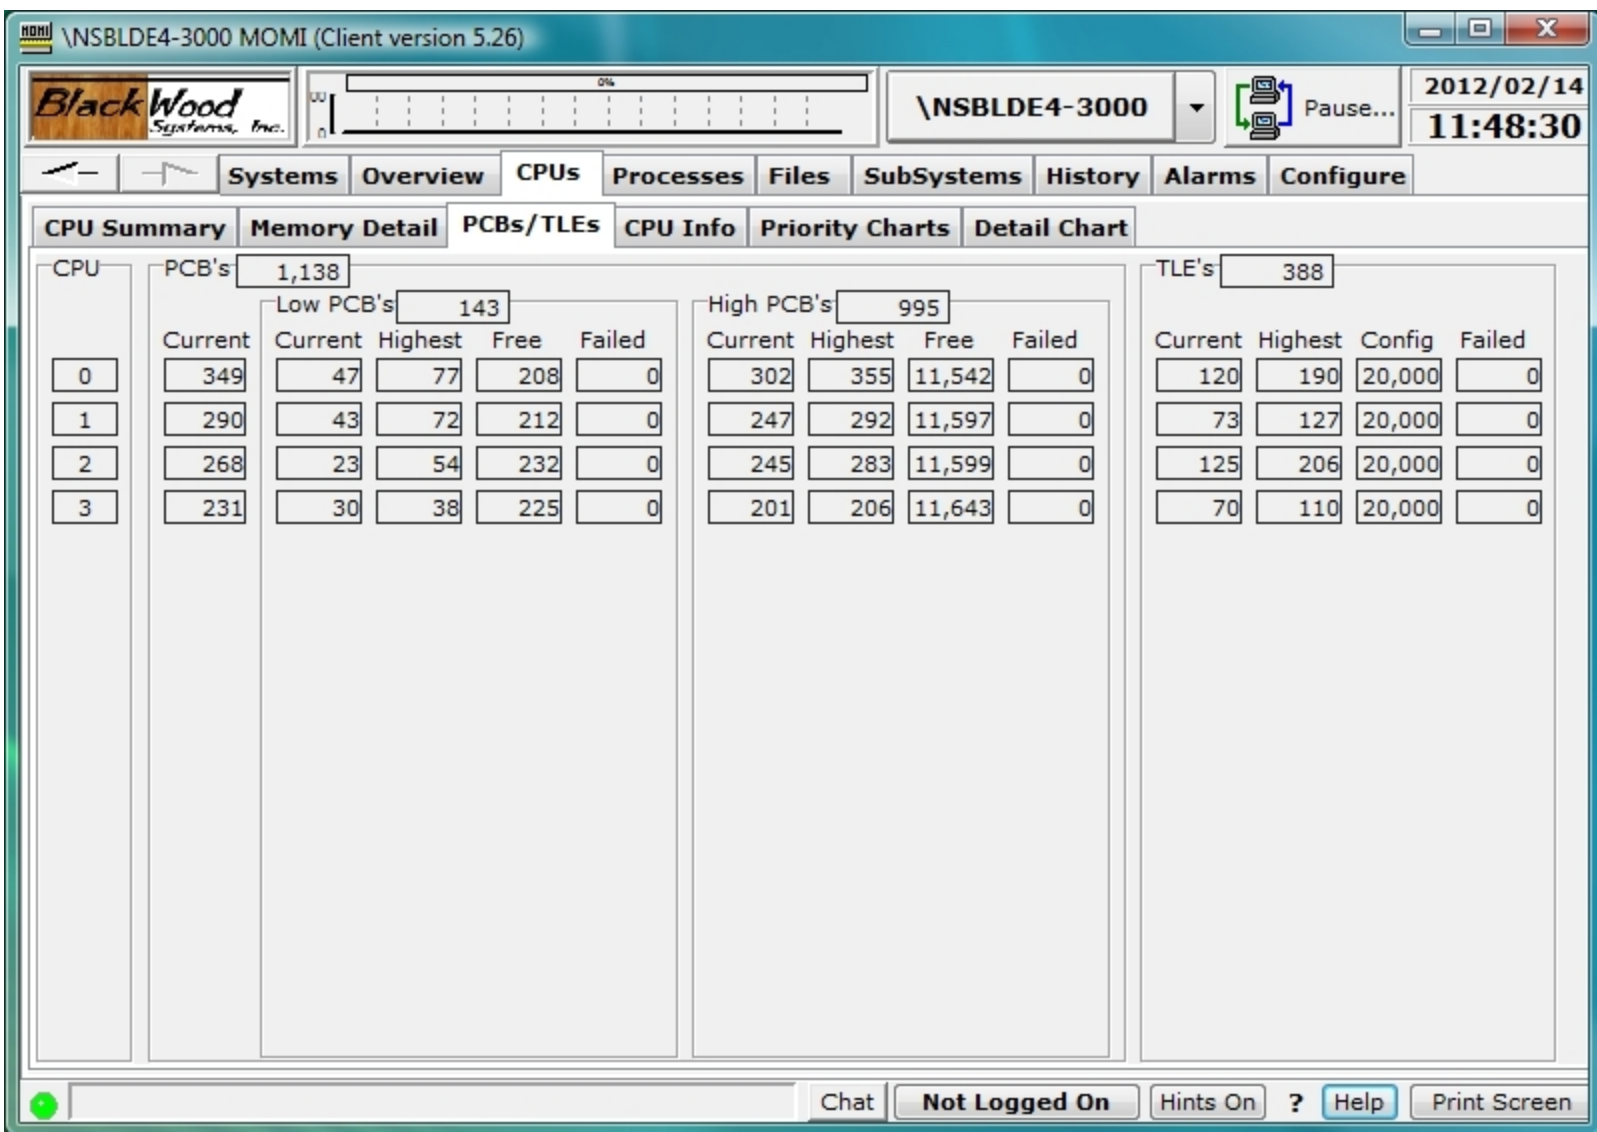 MOMI \NSBLDE4-3000 MOMI (Client version 5.26)
BlackWood
Systems, Inc.
0%
0
\NSBLDE4-3000
Pause...
2012/02/14
11:48:30
Systems Overview CPUs Processes Files SubSystems History Alarms Configure
CPU Summary Memory Detail PCBs/TLEs CPU Info Priority Charts Detail Chart
CPU PCB's 1,138 TLE's 388
Low PCB's 143 High PCB's 995
Current Current Highest Free Failed Current Highest Free Failed Current Highest Config Failed
0 349 47 77 208 0 302 355 11,542 0 120 190 20,000 0
1 290 43 72 212 0 247 292 11,597 0 73 127 20,000 0
2 268 23 54 232 0 245 283 11,599 0 125 206 20,000 0
3 231 30 38 225 0 201 206 11,643 0 70 110 20,000 0
Chat Not Logged On Hints On ? Help Print Screen